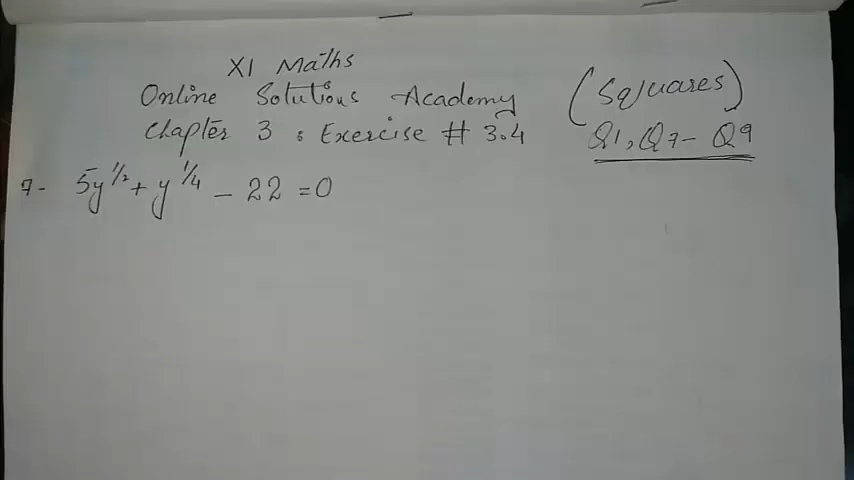 XI Maths
Online Solutions Academy
Chapter 3 : Exercise # 3.4
(Squares)
Q1, Q7 - Q9
7- 5y^1/2 + y^1/4 - 22 = 0